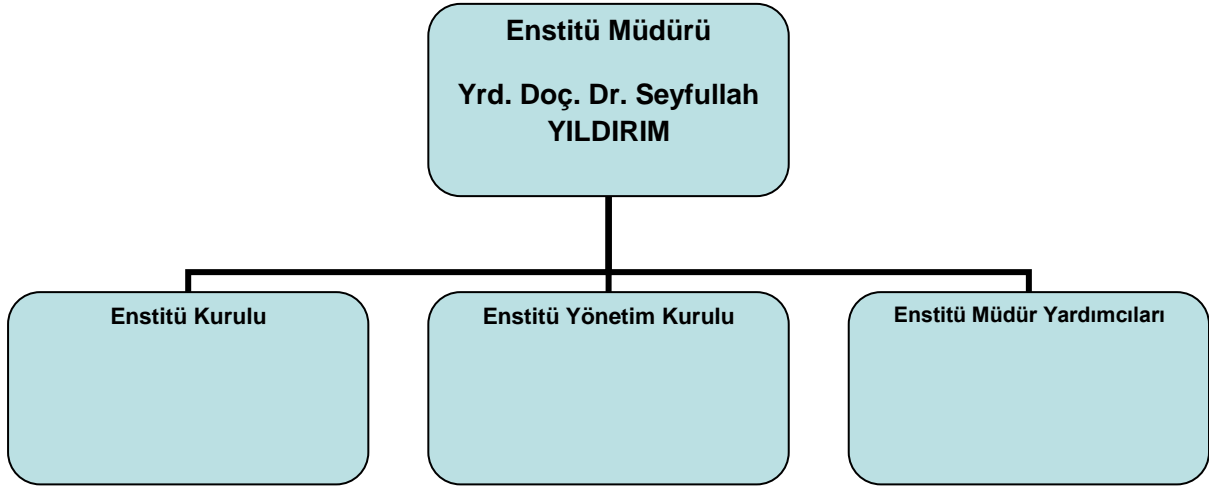 Enstitü Müdürü
Yrd. Doç. Dr. Seyfullah
YILDIRIM
Enstitü Kurulu
Enstitü Yönetim Kurulu
Enstitü Müdür Yardımcıları